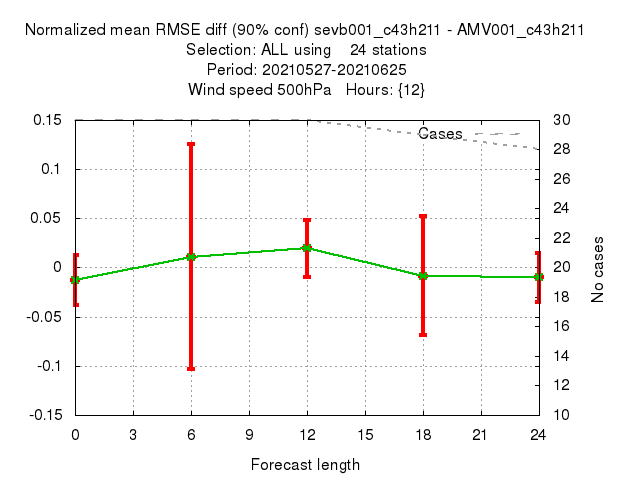 Normalized mean RMSE diff (90% conf) sevb001_c43h211 - AMV001_c43h211
Selection: ALL using 24 stations
Period: 20210527-20210625
Wind speed 500hPa Hours: {12}
Cases
0.15
0.1
0.05
0
-0.05
-0.1
-0.15
30
28
26
24
22
20
18
16
14
12
10
No cases
0 3 6 9 12 15 18 21 24
Forecast length